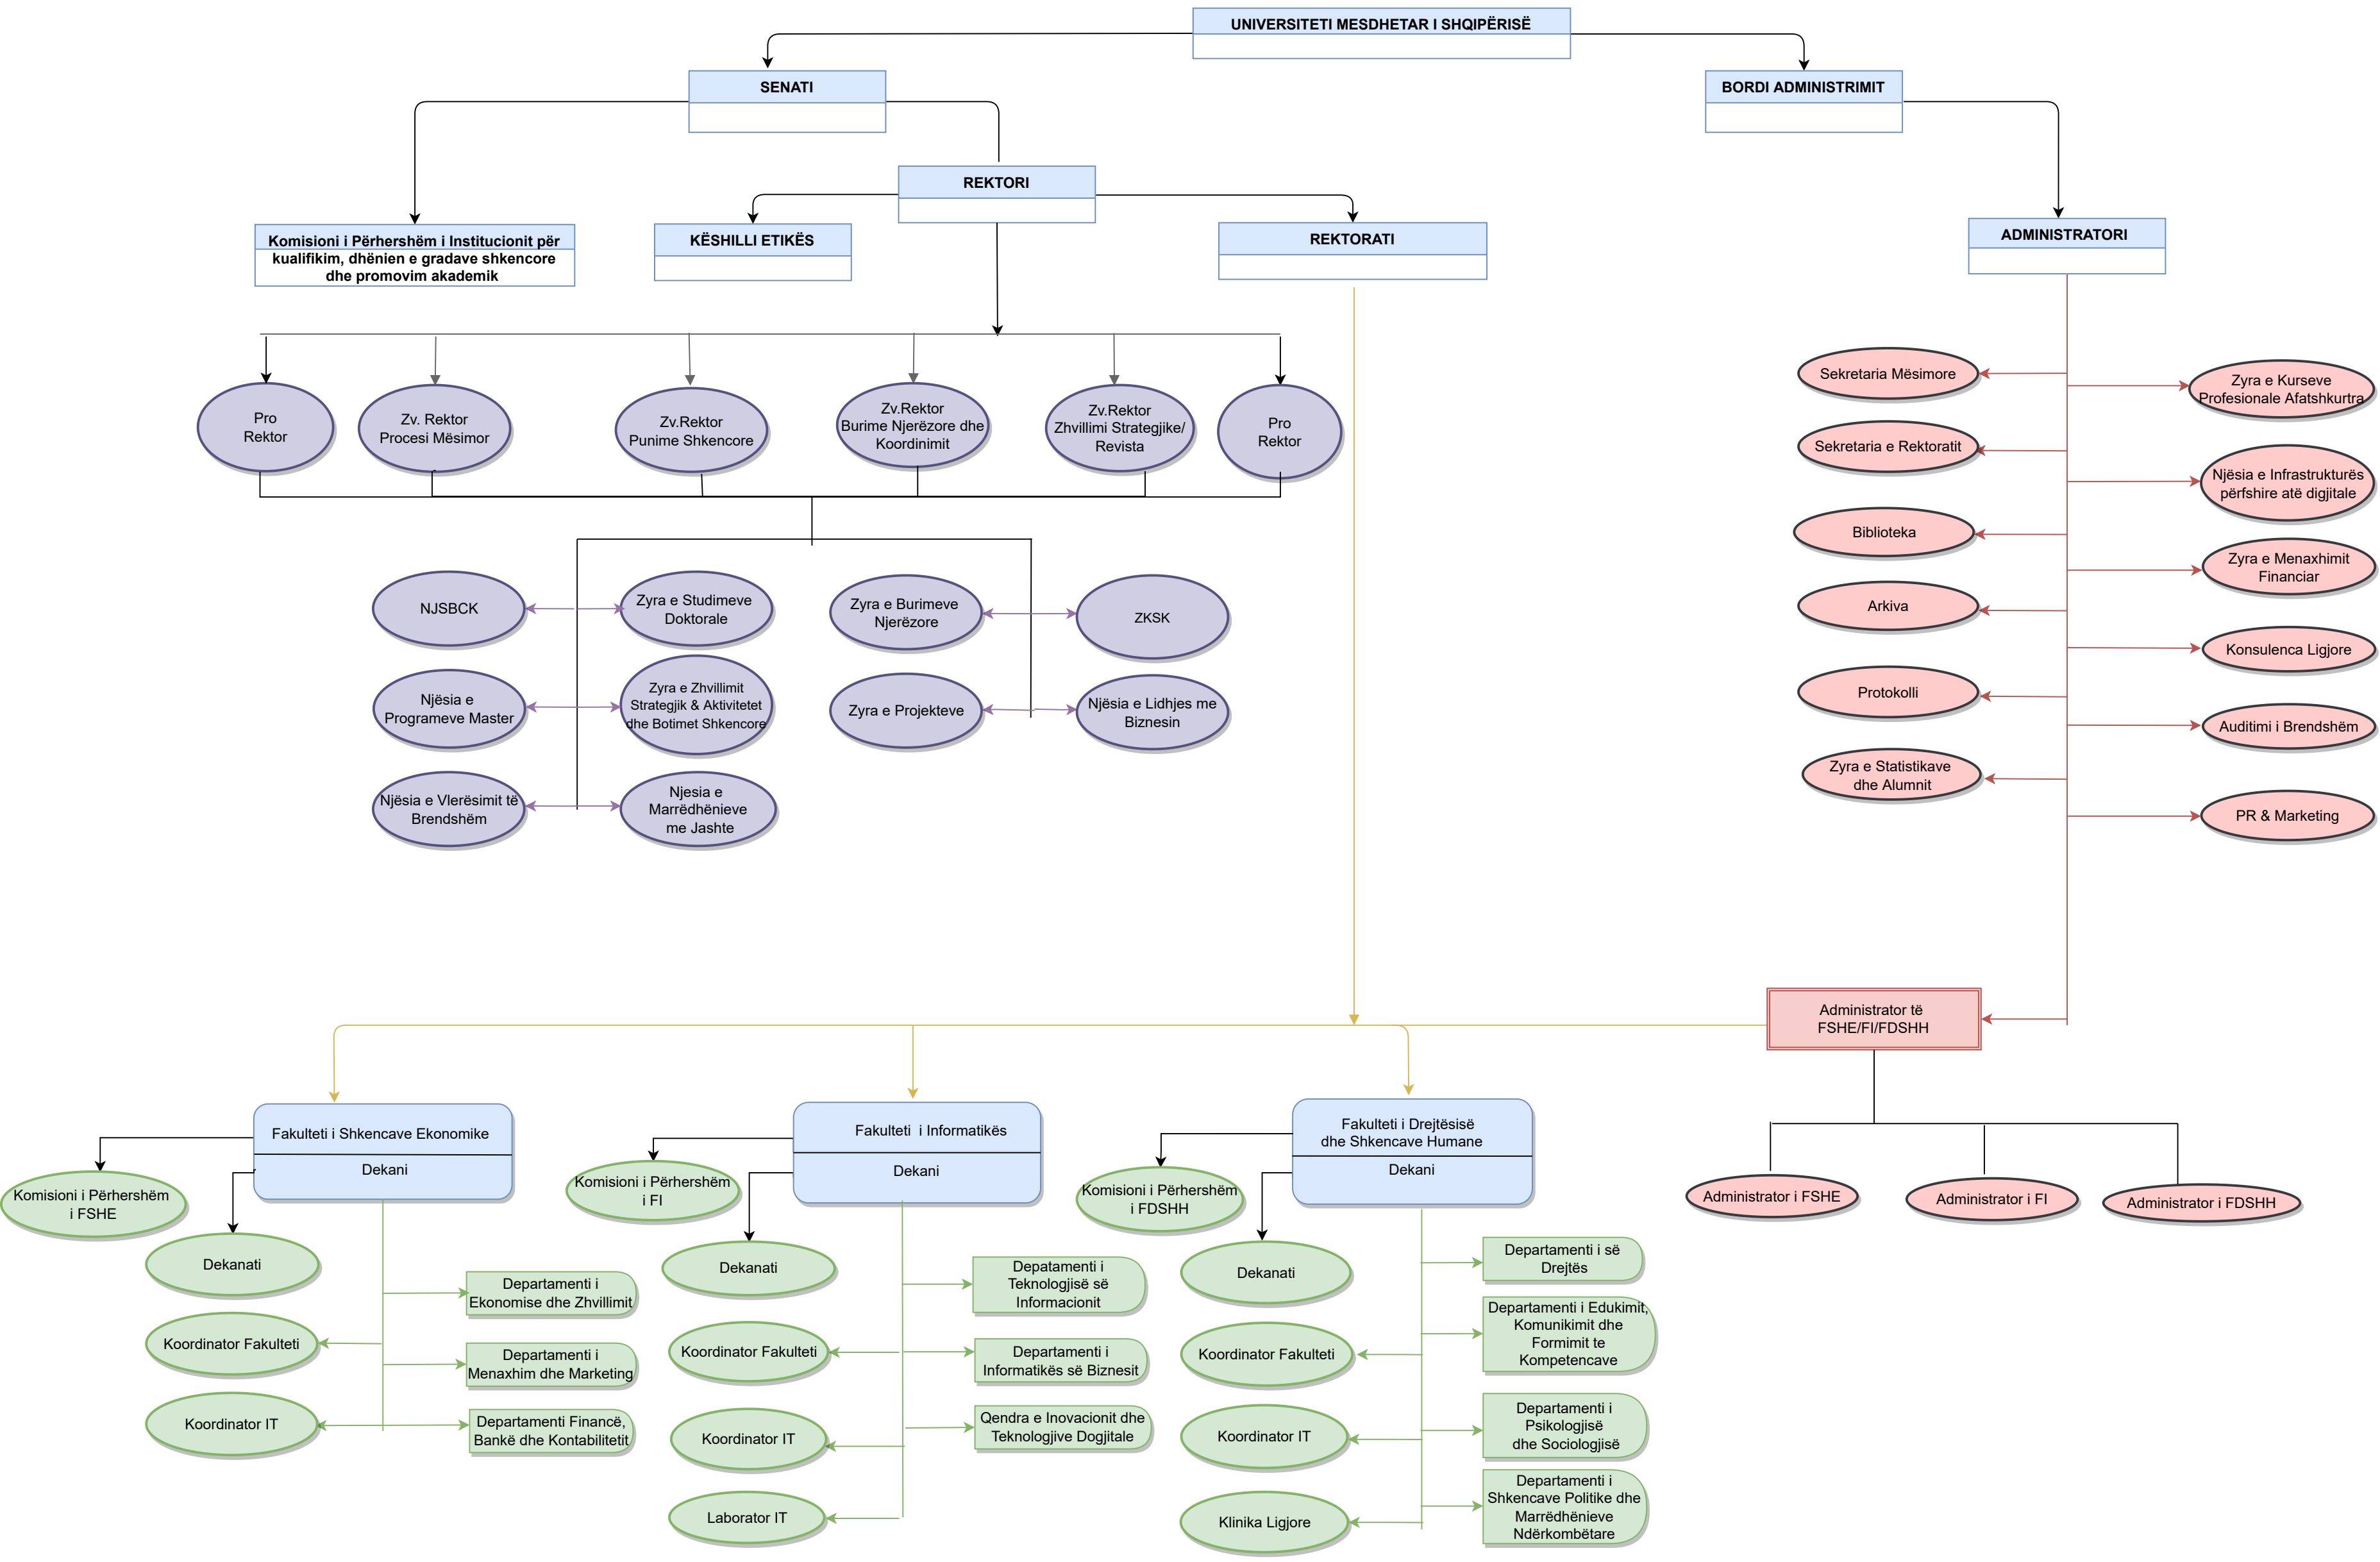 UNIVERSITETI MESDHETAR I SHQIPËRISË
SENATI
BORDI ADMINISTRIMIT
REKTORI
Komisioni i Përhershëm i Institucionit për
kualifikim, dhënien e gradave shkencore
dhe promovim akademik
KËSHILLI ETIKËS
REKTORATI
ADMINISTRATORI
Pro
Rektor
Zv. Rektor
Procesi Mësimor
Zv.Rektor
Punime Shkencore
Zv.Rektor
Burime Njerëzore dhe
Koordinimit
Zv.Rektor
Zhvillimi Strategjike/
Revista
Pro
Rektor
NJSBCK
Zyra e Studimeve
Doktorale
Zyra e Burimeve
Njerëzore
ZKSK
Njësia e
Programeve Master
Zyra e Zhvillimit
Strategjik & Aktivitetet
dhe Botimet Shkencore
Zyra e Projekteve
Njësia e Lidhjes me
Biznesin
Njësia e Vlerësimit të
Brendshëm
Njesia e
Marrëdhënieve
me Jashte
Sekretaria Mësimore
Zyra e Kurseve
Profesionale Afatshkurtra
Sekretaria e Rektoratit
Njësia e Infrastrukturës
përfshire atë digjitale
Biblioteka
Zyra e Menaxhimit
Financiar
Arkiva
Konsulenca Ligjore
Protokolli
Auditimi i Brendshëm
Zyra e Statistikave
dhe Alumnit
PR & Marketing
Administrator të
FSHE/FI/FDSHH
Administrator i FSHE
Administrator i FI
Administrator i FDSHH
Fakulteti i Shkencave Ekonomike
Dekani
Komisioni i Përhershëm
i FSHE
Dekanati
Koordinator Fakulteti
Koordinator IT
Departamenti i
Ekonomise dhe Zhvillimit
Departamenti i
Menaxhim dhe Marketing
Departamenti Financë,
Bankë dhe Kontabilitetit
Fakulteti i Informatikës
Dekani
Komisioni i Përhershëm
i FI
Dekanati
Koordinator Fakulteti
Koordinator IT
Laborator IT
Depatamenti i
Teknologjisë së
Informacionit
Departamenti i
Informatikës së Biznesit
Qendra e Inovacionit dhe
Teknologjive Dogjitale
Fakulteti i Drejtësisë
dhe Shkencave Humane
Dekani
Komisioni i Përhershëm
i FDSHH
Dekanati
Koordinator Fakulteti
Koordinator IT
Klinika Ligjore
Departamenti i së
Drejtës
Departamenti i Edukimit,
Komunikimit dhe
Formimit te
Kompetencave
Departamenti i
Psikologjisë
dhe Sociologjisë
Departamenti i
Shkencave Politike dhe
Marrëdhënieve
Ndërkombëtare